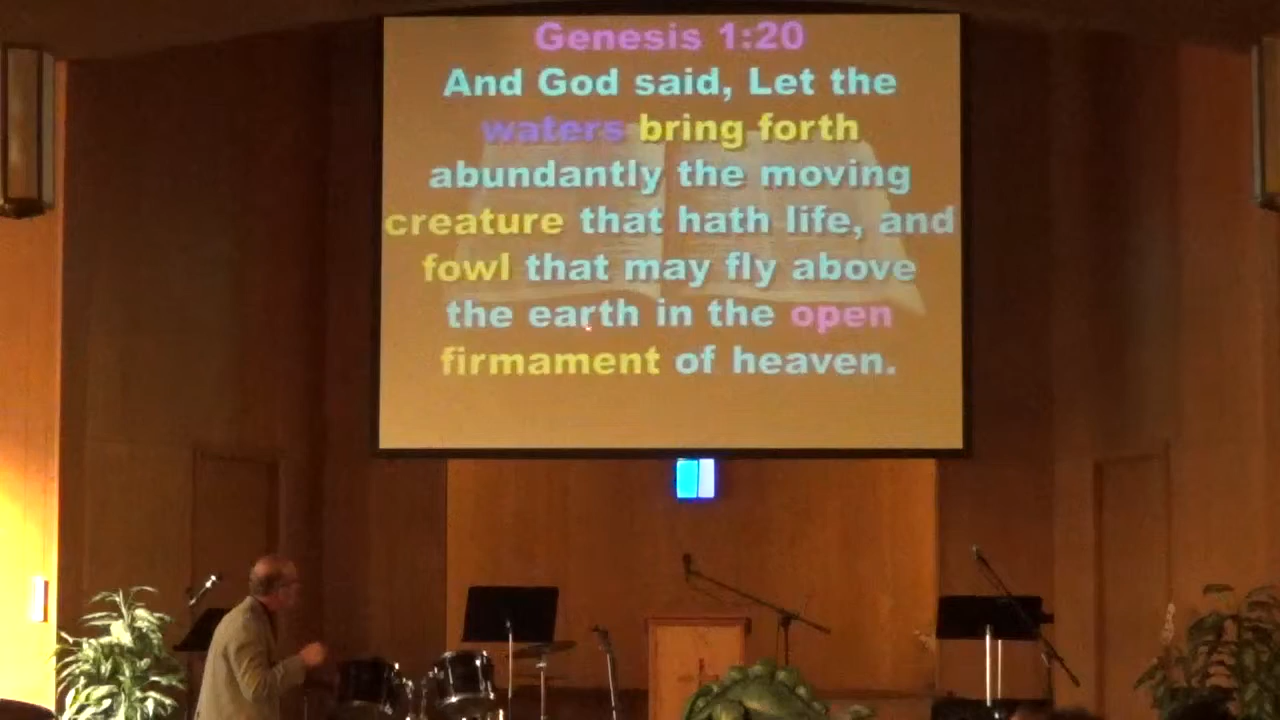 Genesis 1:20
And God said, Let the
waters bring forth
abundantly the moving
creature that hath life, and
fowl that may fly above
the earth in the open
firmament of heaven.